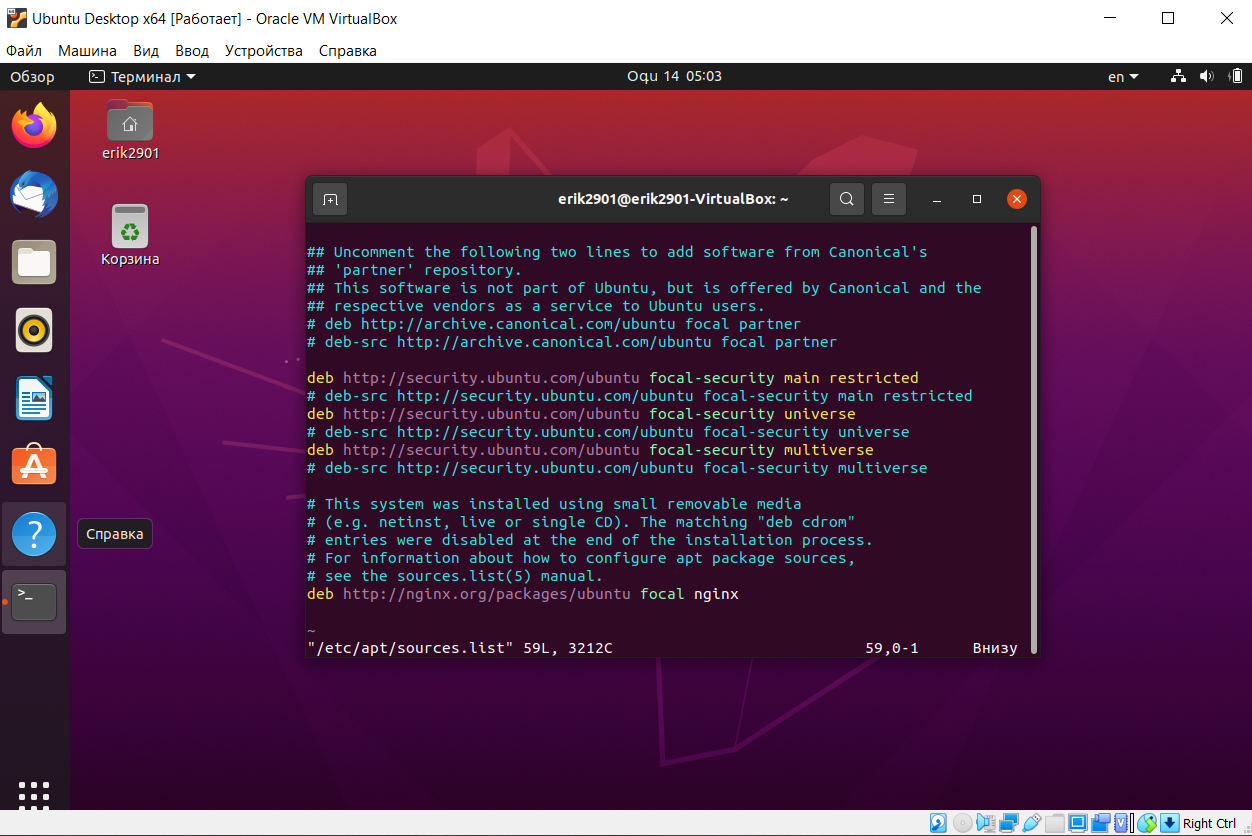 Ubuntu Desktop x64 [Работает] - Oracle VM VirtualBox
Файл Машина Вид Ввод Устройства Справка
Обзор Терминал Oqu 14 05:03 en
erik2901
Корзина
Справка
erik2901@erik2901-VirtualBox: ~
## Uncomment the following two lines to add software from Canonical's
## 'partner' repository.
## This software is not part of Ubuntu, but is offered by Canonical and the
## respective vendors as a service to Ubuntu users.
# deb http://archive.canonical.com/ubuntu focal partner
# deb-src http://archive.canonical.com/ubuntu focal partner
deb http://security.ubuntu.com/ubuntu focal-security main restricted
# deb-src http://security.ubuntu.com/ubuntu focal-security main restricted
deb http://security.ubuntu.com/ubuntu focal-security universe
# deb-src http://security.ubuntu.com/ubuntu focal-security universe
deb http://security.ubuntu.com/ubuntu focal-security multiverse
# deb-src http://security.ubuntu.com/ubuntu focal-security multiverse
# This system was installed using small removable media
# (e.g. netinst, live or single CD). The matching "deb cdrom"
# entries were disabled at the end of the installation process.
# For information about how to configure apt package sources,
# see the sources.list(5) manual.
deb http://nginx.org/packages/ubuntu focal nginx
~
"/etc/apt/sources.list" 59L, 3212C 59,0-1 Внизу
Right Ctrl